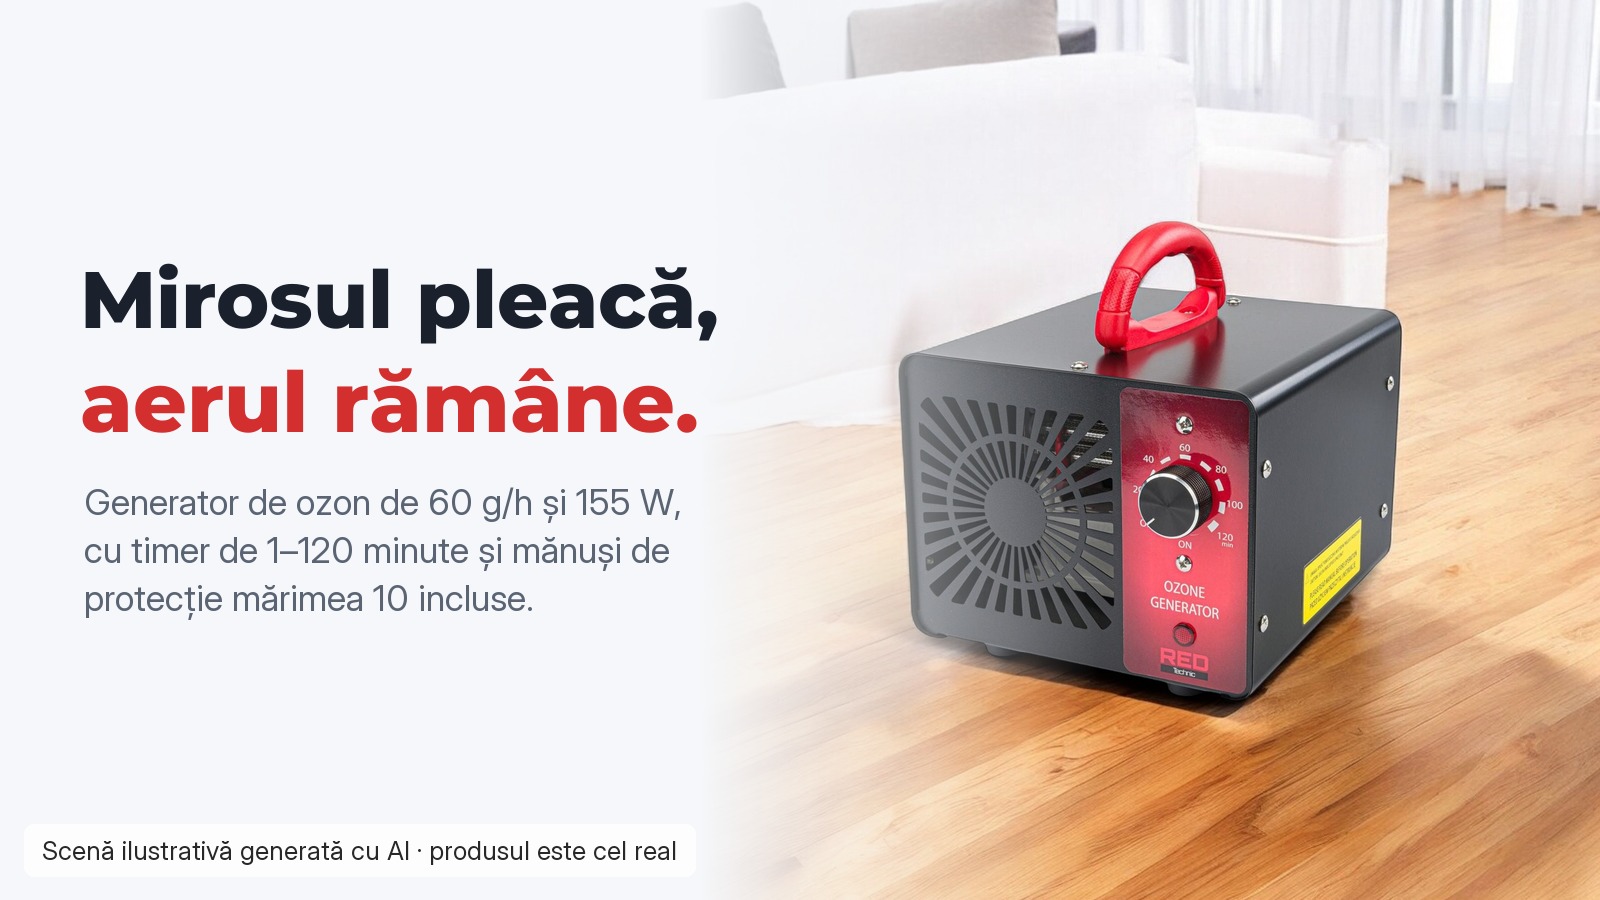 Mirosul pleacă,
aerul rămâne.
Generator de ozon de 60 g/h și 155 W,
cu timer de 1–120 minute și mănuși de
protecție mărimea 10 incluse.
Scenă ilustrativă generată cu AI · produsul este cel real
60
40
80
100
0
120
min
ON
OZONE
GENERATOR
RED
Technic